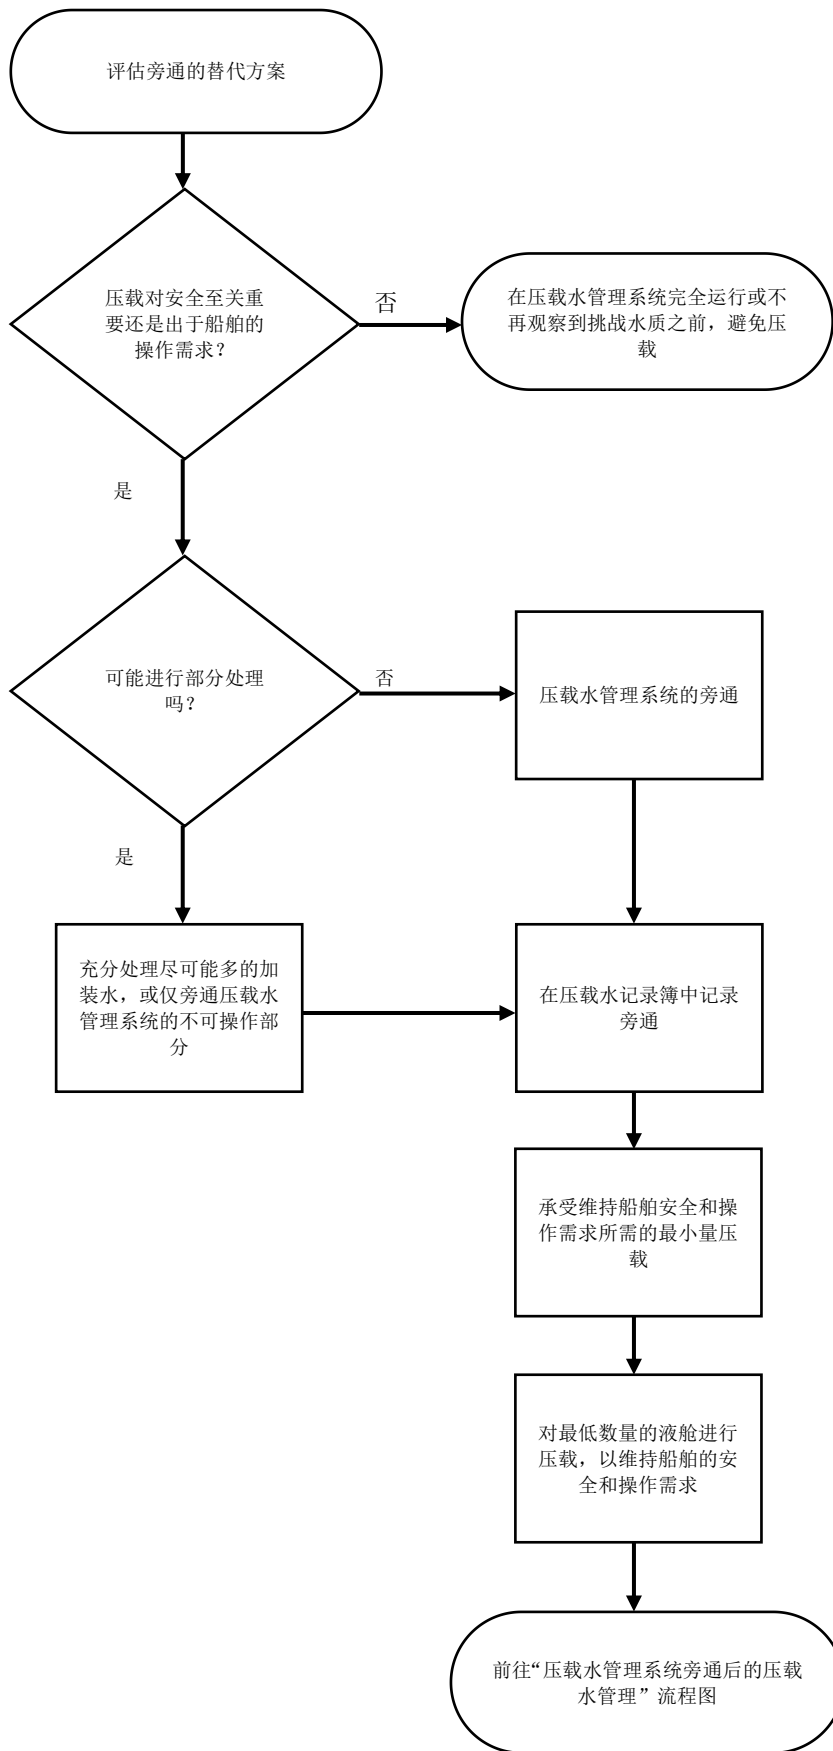 评估旁通的替代方案
压载对安全至关重
要还是出于船舶的
操作需求？
否
在压载水管理系统完全运行或不
再观察到挑战水质之前，避免压
载
是
可能进行部分处理
吗？
否
压载水管理系统的旁通
是
充分处理尽可能多的加
装水，或仅旁通压载水
管理系统的不可操作部
分
在压载水记录簿中记录
旁通
承受维持船舶安全和操
作需求所需的最小量压
载
对最低数量的液舱进行
压载，以维持船舶的安
全和操作需求
前往“压载水管理系统旁通后的压载
水管理”流程图